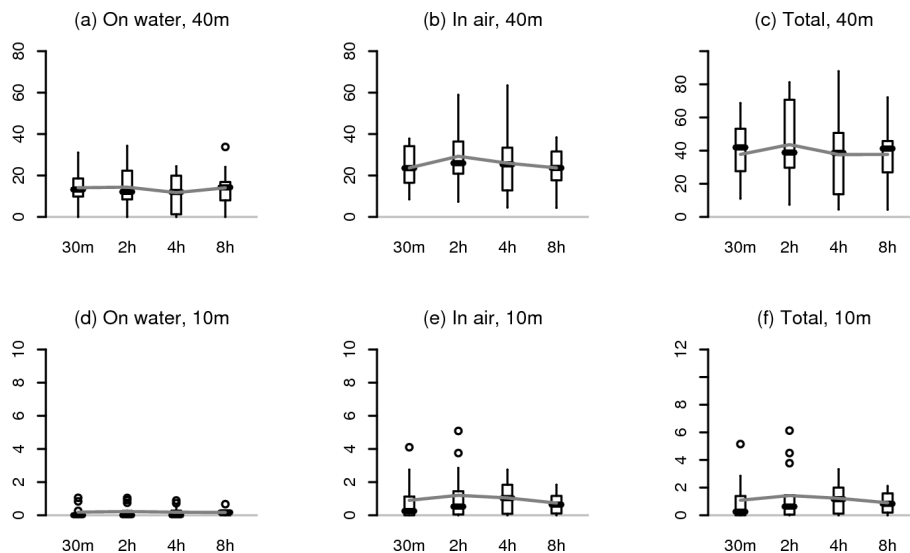 (a) On water, 40m
(b) In air, 40m
(c) Total, 40m
80
60
40
20
0
80
60
40
20
0
80
60
40
20
0
30m 2h 4h 8h
30m 2h 4h 8h
30m 2h 4h 8h
(d) On water, 10m
(e) In air, 10m
(f) Total, 10m
10
8
6
4
2
0
10
8
6
4
2
0
12
8
6
4
2
0
30m 2h 4h 8h
30m 2h 4h 8h
30m 2h 4h 8h